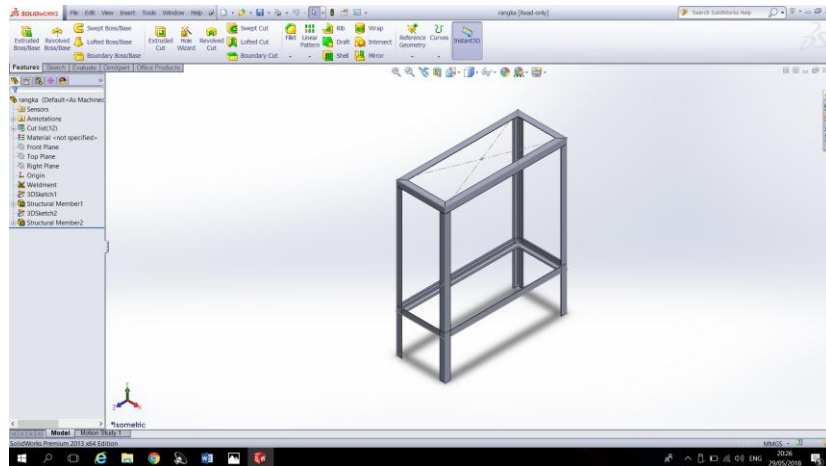 SOLIDWORKS File Edit View Insert Tools Window Help rangka [Read-only] Search SolidWorks Help
Extruded Boss/Base Revolved Boss/Base Swept Boss/Base Lofted Boss/Base Boundary Boss/Base Extruded Cut Hole Wizard Revolved Cut Swept Cut Lofted Cut Boundary Cut Fillet Linear Pattern Rib Draft Shell Wrap Intersect Mirror Reference Geometry Curves Instant3D
Features Sketch Evaluate DimXpert Office Products
rangka (Default<As Machined
Sensors
Annotations
Cut list(12)
Material <not specified>
Front Plane
Top Plane
Right Plane
Origin
Weldment
3DSketch1
Structural Member1
3DSketch2
Structural Member2
*Isometric
Model Motion Study 1
SolidWorks Premium 2013 x64 Edition MMGS
ENG 20:26
29/05/2018